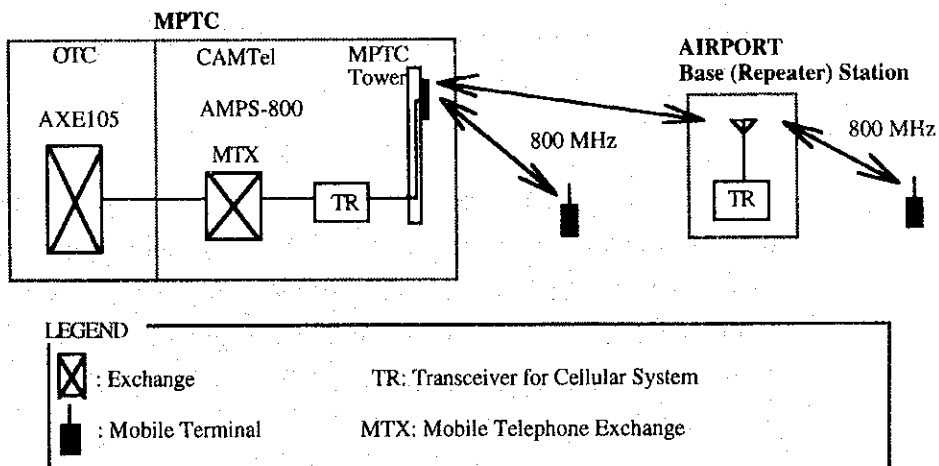 MPTC
OTC
CAMTel
MPTC
Tower
AXE105
AMPS-800
MTX
TR
800 MHz
AIRPORT
Base (Repeater) Station
TR
800 MHz
LEGEND
: Exchange
TR: Transceiver for Cellular System
: Mobile Terminal
MTX: Mobile Telephone Exchange